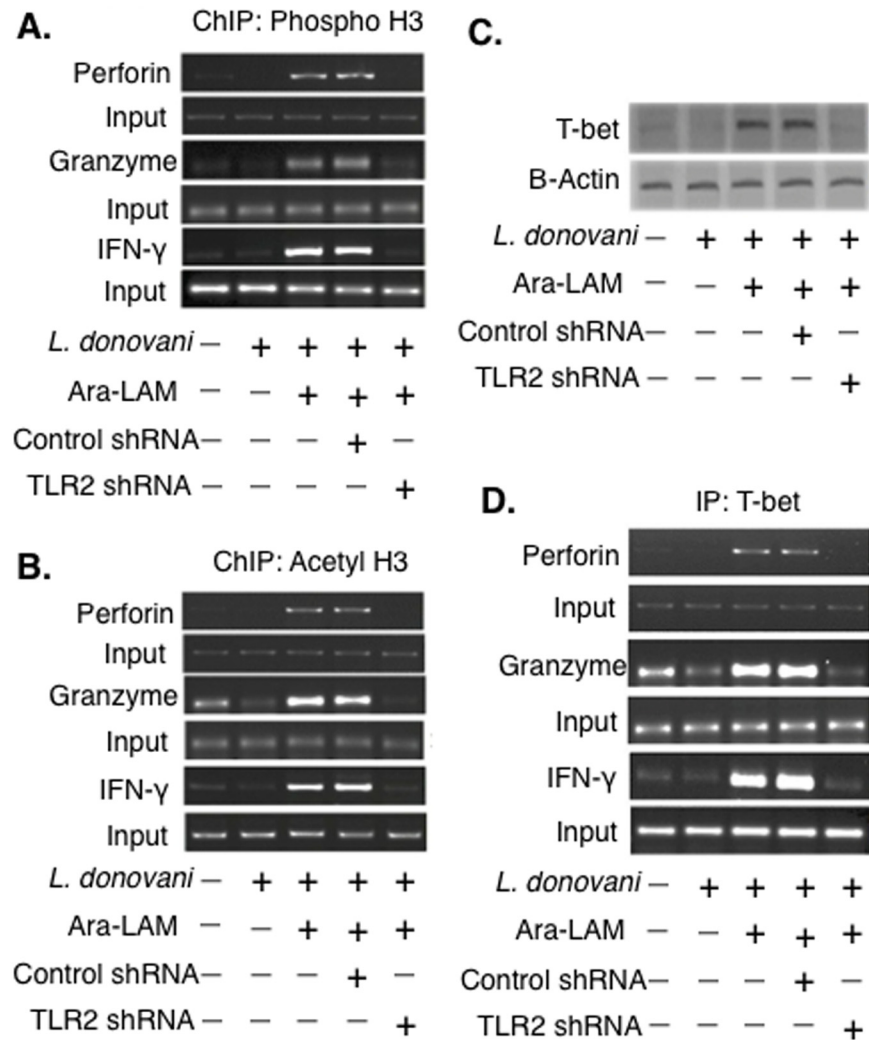 A.
ChIP: Phospho H3
Perforin
Input
Granzyme
Input
IFN-γ
Input
L. donovani – + + + +
Ara-LAM – – + + +
Control shRNA – – – + –
TLR2 shRNA – – – – +
B.
ChIP: Acetyl H3
Perforin
Input
Granzyme
Input
IFN-γ
Input
L. donovani – + + + +
Ara-LAM – – + + +
Control shRNA – – – + –
TLR2 shRNA – – – – +
C.
T-bet
B-Actin
L. donovani – + + + +
Ara-LAM – – + + +
Control shRNA – – – + –
TLR2 shRNA – – – – +
D.
IP: T-bet
Perforin
Input
Granzyme
Input
IFN-γ
Input
L. donovani – + + + +
Ara-LAM – – + + +
Control shRNA – – – + –
TLR2 shRNA – – – – +